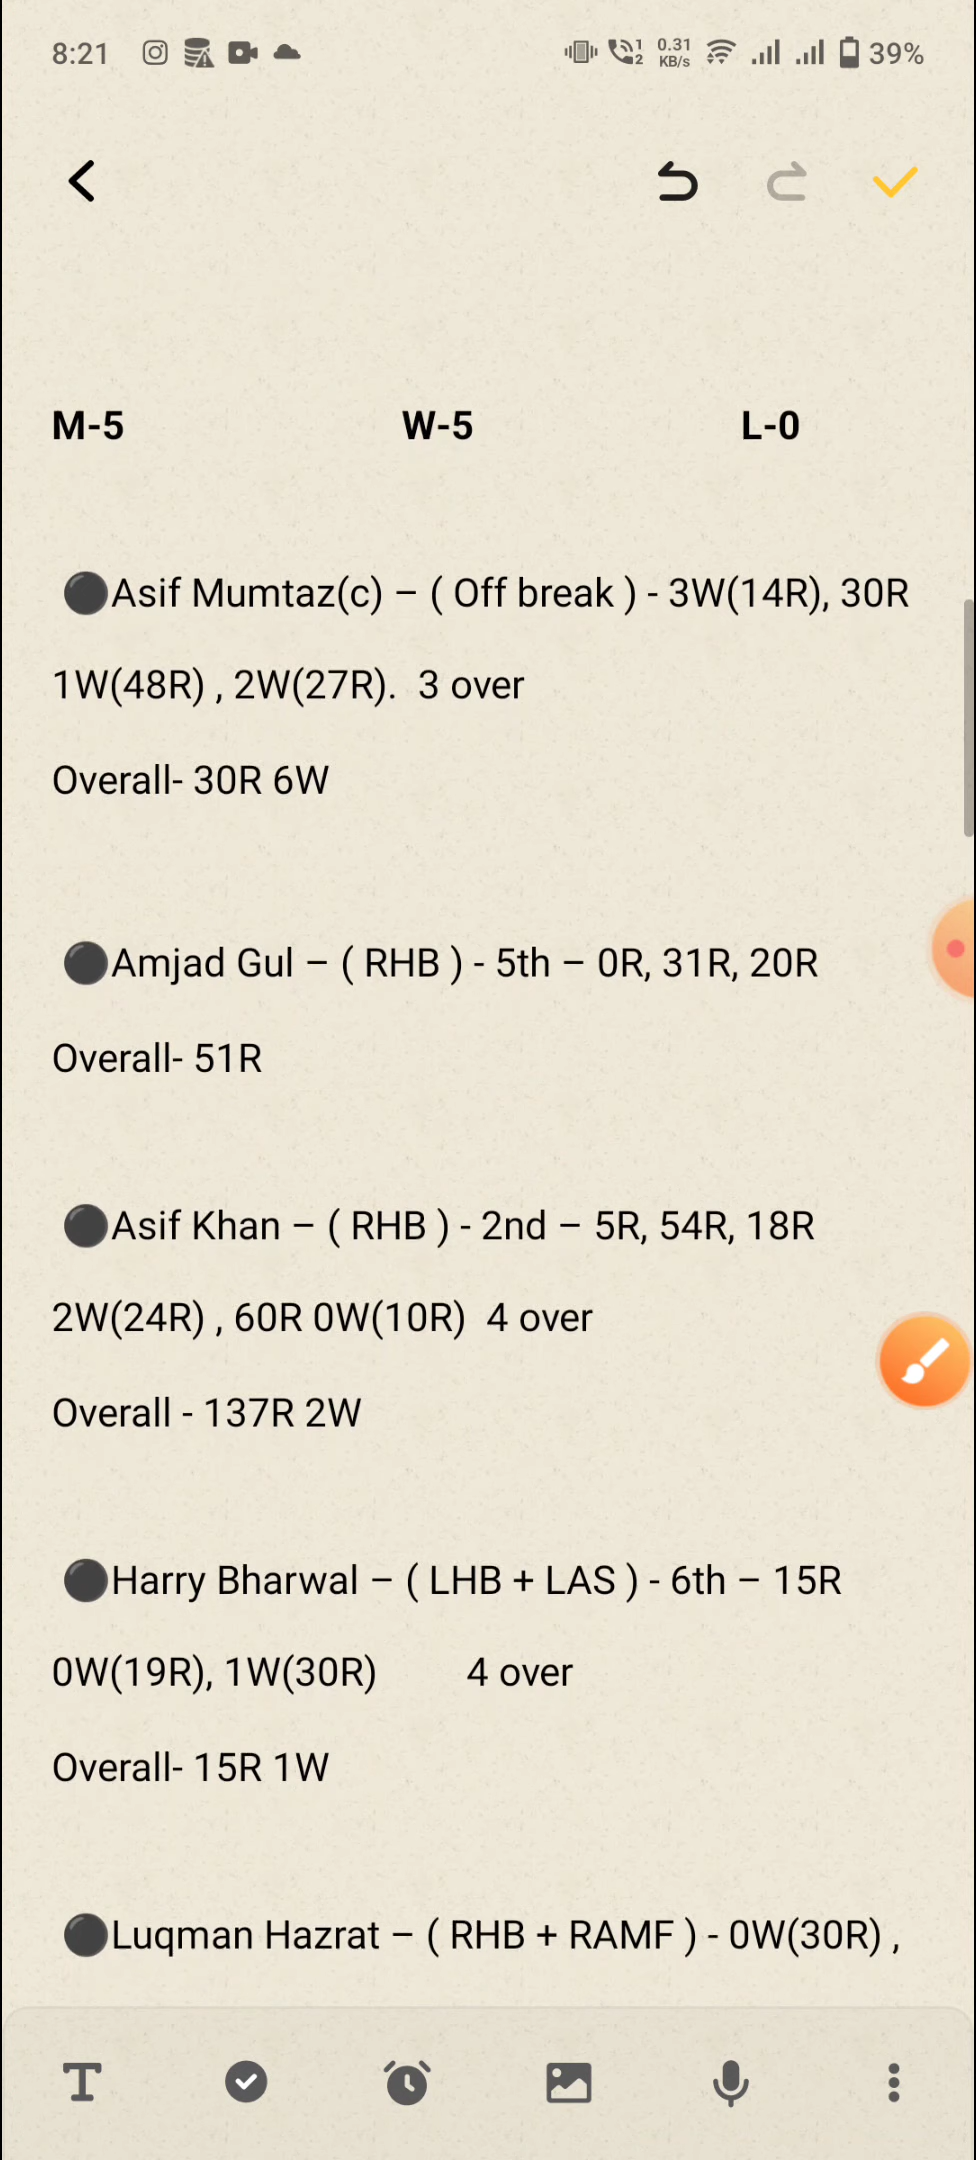 8:21 1 2 0.31 KB/s 39%
M-5 W-5 L-0
Asif Mumtaz(c) – ( Off break ) - 3W(14R), 30R
1W(48R) , 2W(27R). 3 over
Overall- 30R 6W
Amjad Gul – ( RHB ) - 5th – 0R, 31R, 20R
Overall- 51R
Asif Khan – ( RHB ) - 2nd – 5R, 54R, 18R
2W(24R) , 60R 0W(10R) 4 over
Overall - 137R 2W
Harry Bharwal – ( LHB + LAS ) - 6th – 15R
0W(19R), 1W(30R) 4 over
Overall- 15R 1W
Luqman Hazrat – ( RHB + RAMF ) - 0W(30R) ,
T